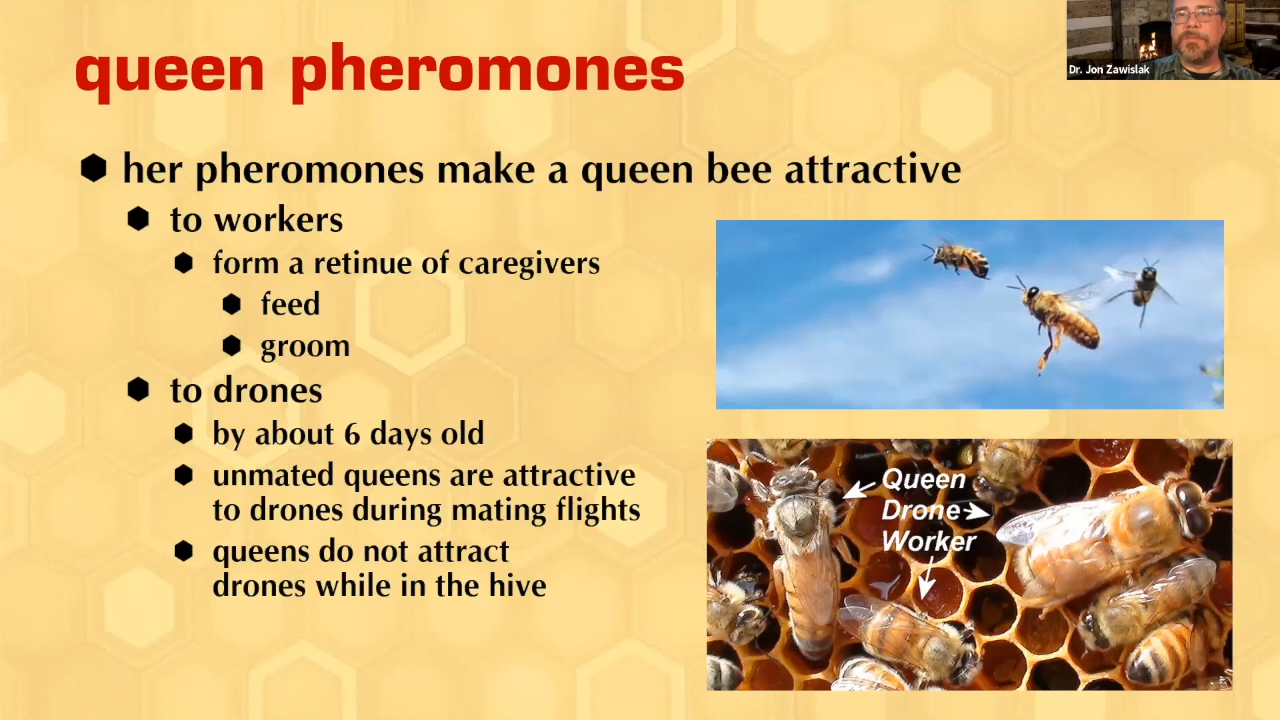 queen pheromones
Dr. Jon Zawislak
her pheromones make a queen bee attractive
to workers
form a retinue of caregivers
feed
groom
to drones
by about 6 days old
unmated queens are attractive
to drones during mating flights
queens do not attract
drones while in the hive
Queen
Drone
Worker